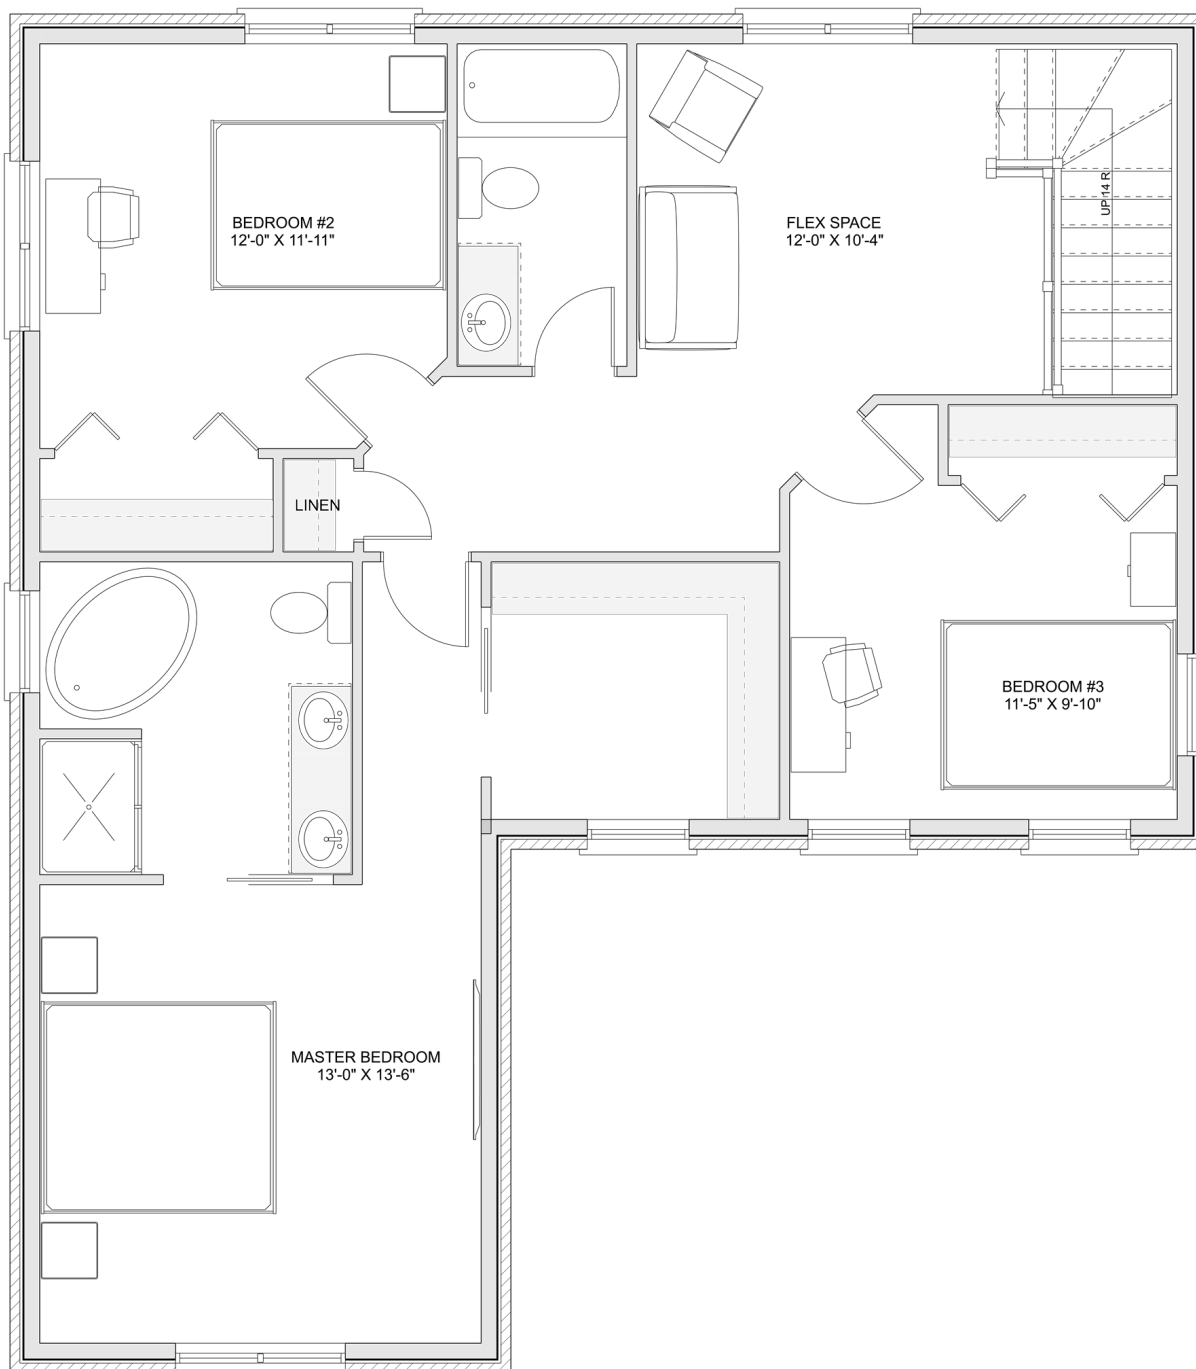 BEDROOM #2
12'-0" X 11'-11"
FLEX SPACE
12'-0" X 10'-4"
UP 14 R
LINEN
BEDROOM #3
11'-5" X 9'-10"
MASTER BEDROOM
13'-0" X 13'-6"